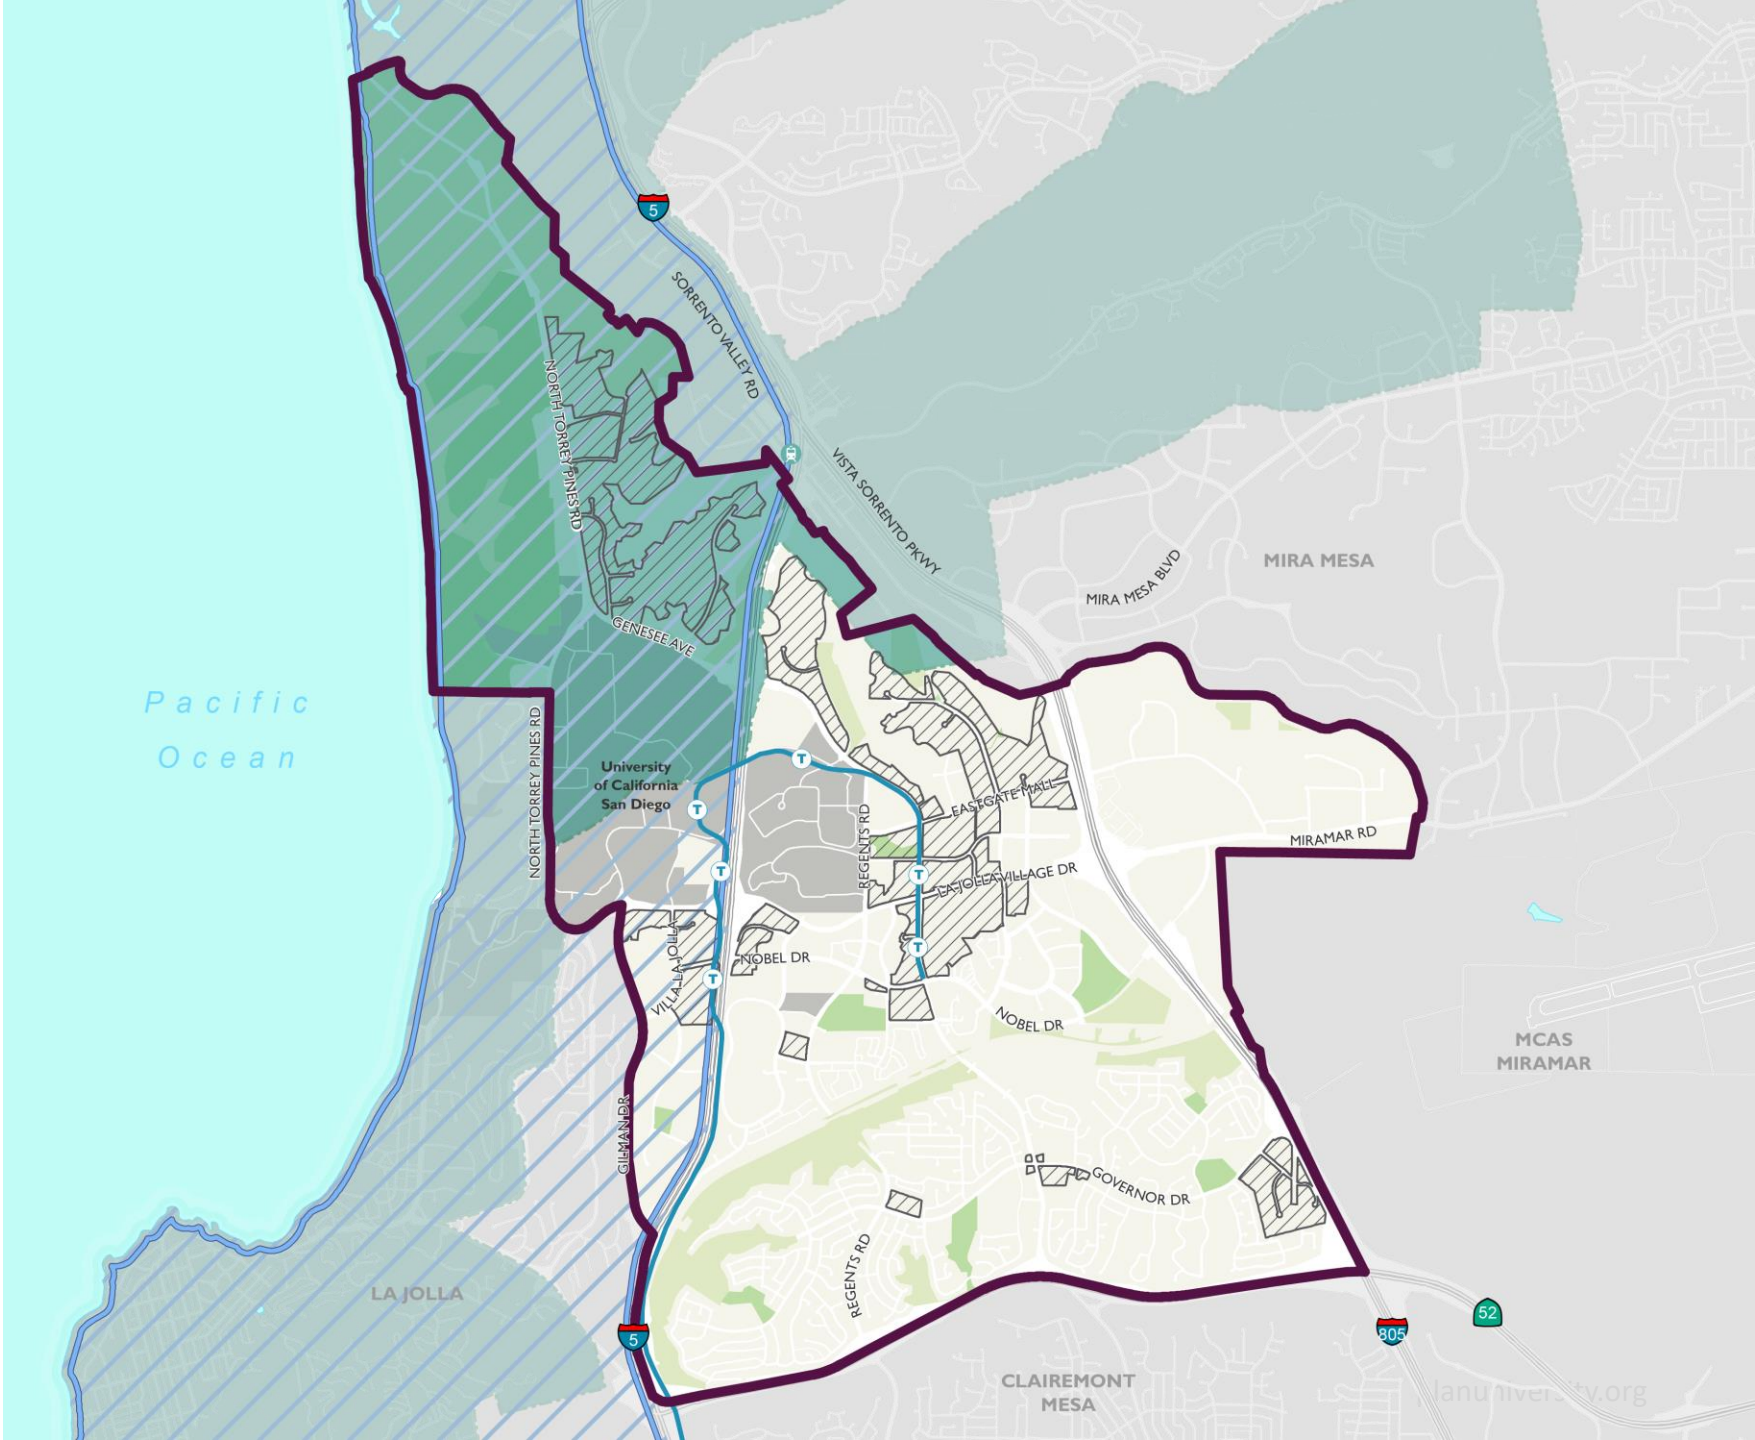 5
SORRENTO VALLEY RD
NORTH TORREY PINES RD
VISTA SORRENTO PKWY
MIRA MESA
MIRA MESA BLVD
GENESEE AVE
Pacific
Ocean
NORTH TORREY PINES RD
University
of California
San Diego
T
T
T
T
T
T
REGENTS RD
EASTGATE MALL
MIRAMAR RD
LA JOLLA VILLAGE DR
VILLA LA JOLLA
NOBEL DR
NOBEL DR
MCAS
MIRAMAR
GILMAN DR
GOVERNOR DR
REGENTS RD
LA JOLLA
5
52
805
CLAIREMONT
MESA
planuniversity.org